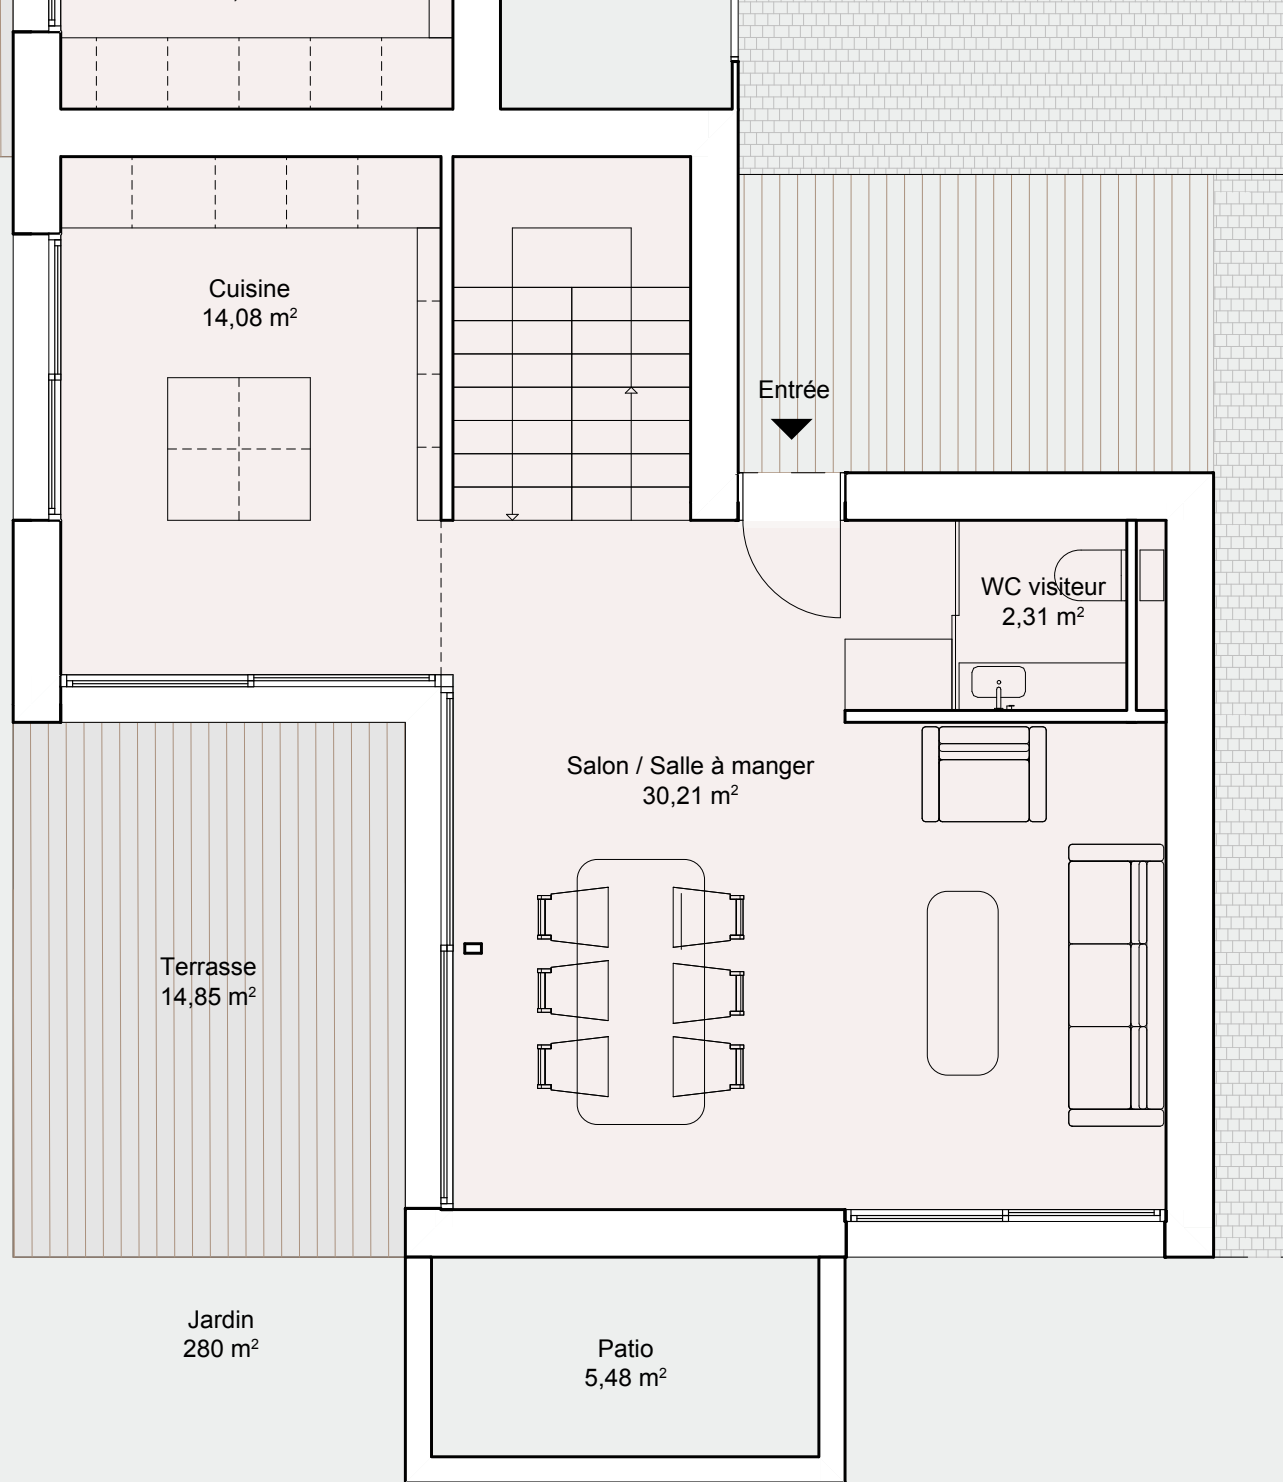 Cuisine
14,08 m²
Entrée
WC visiteur
2,31 m²
Salon / Salle à manger
30,21 m²
Terrasse
14,85 m²
Jardin
280 m²
Patio
5,48 m²